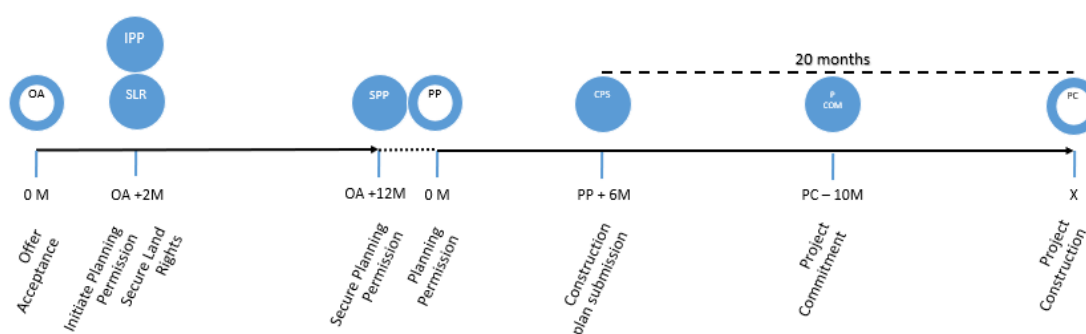 IPP
20 months
OA
SLR
SPP
PP
CPS
P
COM
PC
0 M
OA +2M
OA +12M
0 M
PP + 6M
PC – 10M
X
Offer
Acceptance
Initiate Planning
Permission
Secure Land
Rights
Secure Planning
Permission
Planning
Permission
Construction
plan submission
Project
Commitment
Project
Construction